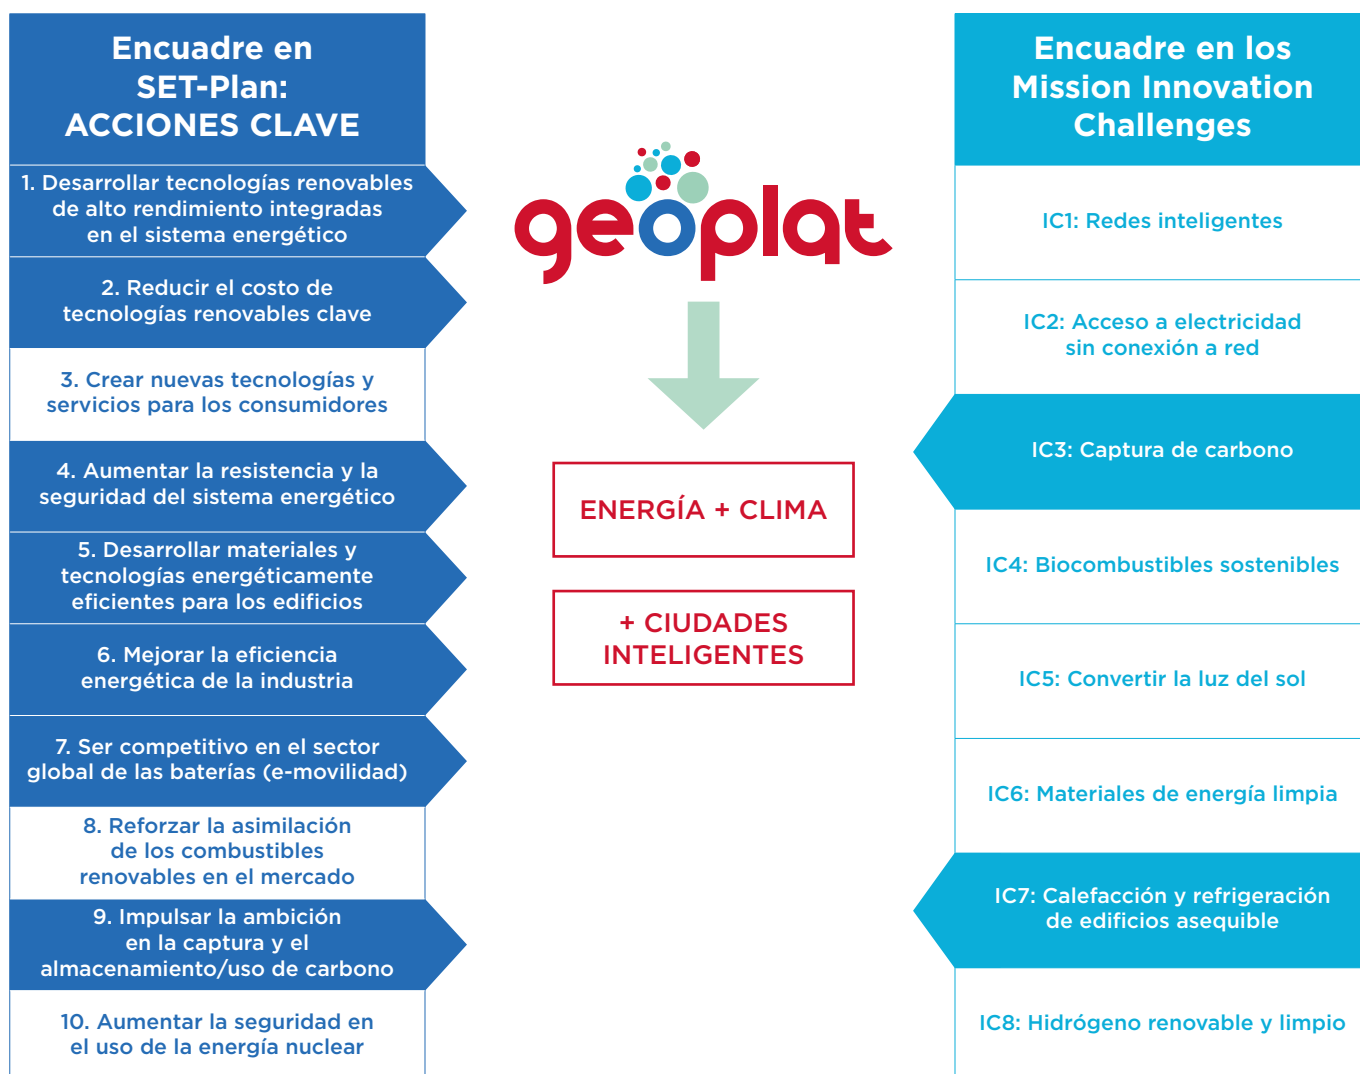 Encuadre en
SET-Plan:
ACCIONES CLAVE
1. Desarrollar tecnologías renovables
de alto rendimiento integradas
en el sistema energético
2. Reducir el costo de
tecnologías renovables clave
3. Crear nuevas tecnologías y
servicios para los consumidores
4. Aumentar la resistencia y la
seguridad del sistema energético
5. Desarrollar materiales y
tecnologías energéticamente
eficientes para los edificios
6. Mejorar la eficiencia
energética de la industria
7. Ser competitivo en el sector
global de las baterías (e-movilidad)
8. Reforzar la asimilación
de los combustibles
renovables en el mercado
9. Impulsar la ambición
en la captura y el
almacenamiento/uso de carbono
10. Aumentar la seguridad en
el uso de la energía nuclear
geoplat
ENERGÍA + CLIMA
+ CIUDADES
INTELIGENTES
Encuadre en los
Mission Innovation
Challenges
IC1: Redes inteligentes
IC2: Acceso a electricidad
sin conexión a red
IC3: Captura de carbono
IC4: Biocombustibles sostenibles
IC5: Convertir la luz del sol
IC6: Materiales de energía limpia
IC7: Calefacción y refrigeración
de edificios asequible
IC8: Hidrógeno renovable y limpio